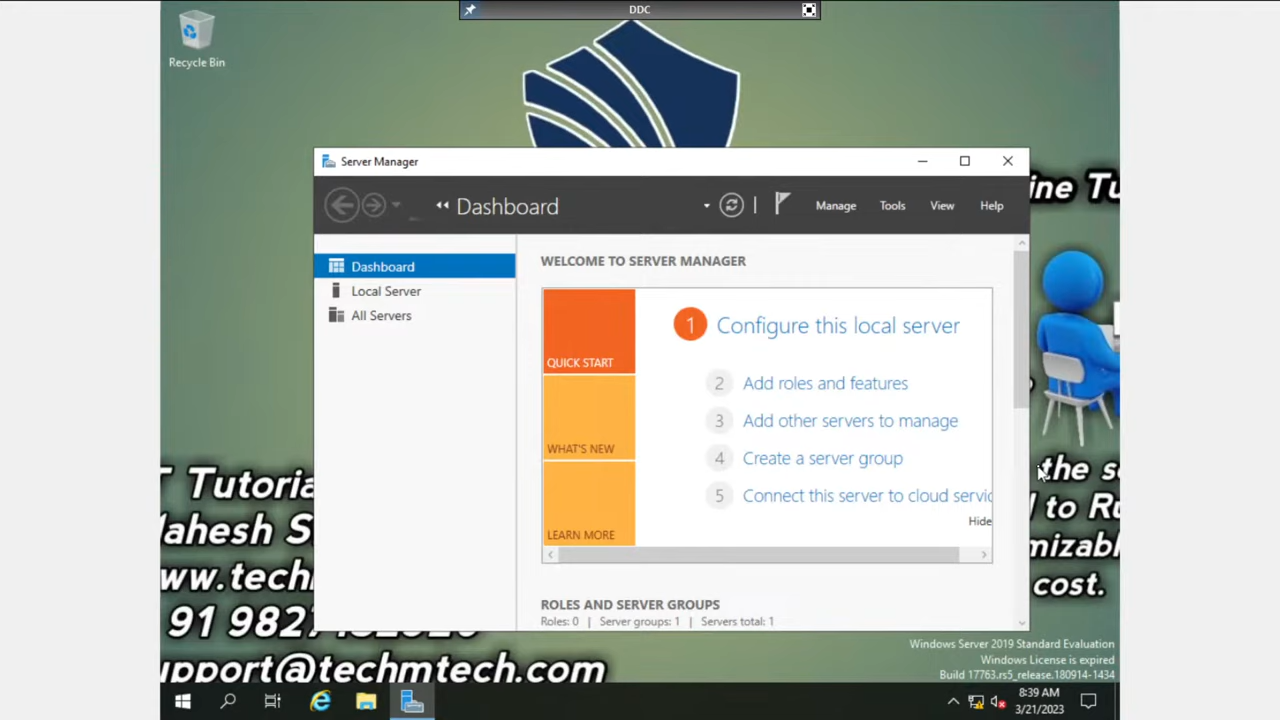 DDC
Recycle Bin
ine Tu
Server Manager
Dashboard
Manage
Tools
View
Help
Dashboard
Local Server
All Servers
WELCOME TO SERVER MANAGER
QUICK START
WHAT'S NEW
LEARN MORE
1 Configure this local server
2 Add roles and features
3 Add other servers to manage
4 Create a server group
5 Connect this server to cloud servic
Hide
ROLES AND SERVER GROUPS
Roles: 0 | Server groups: 1 | Servers total: 1
T Tutoria
Mahesh S
ww.techm
upport@techmtech.com
the se
to Ru
mizabl
cost.
Windows Server 2019 Standard Evaluation
Windows License is expired
Build 17763.rs5_release.180914-1434
8:39 AM
3/21/2023